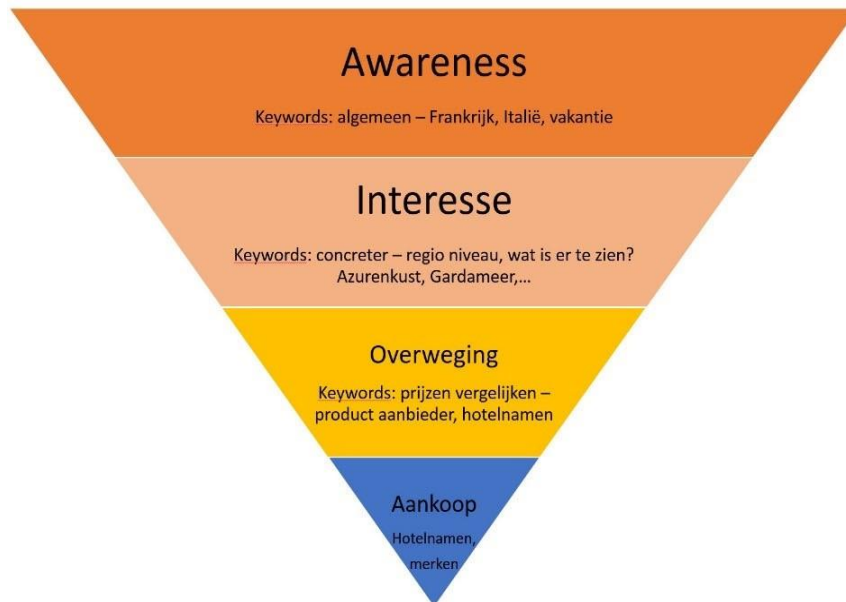 Awareness
Keywords: algemeen – Frankrijk, Italië, vakantie
Interesse
Keywords: concreter – regio niveau, wat is er te zien?
Azurenkust, Gardameer,...
Overweging
Keywords: prijzen vergelijken –
product aanbieder, hotelnamen
Aankoop
Hotelnamen,
merken